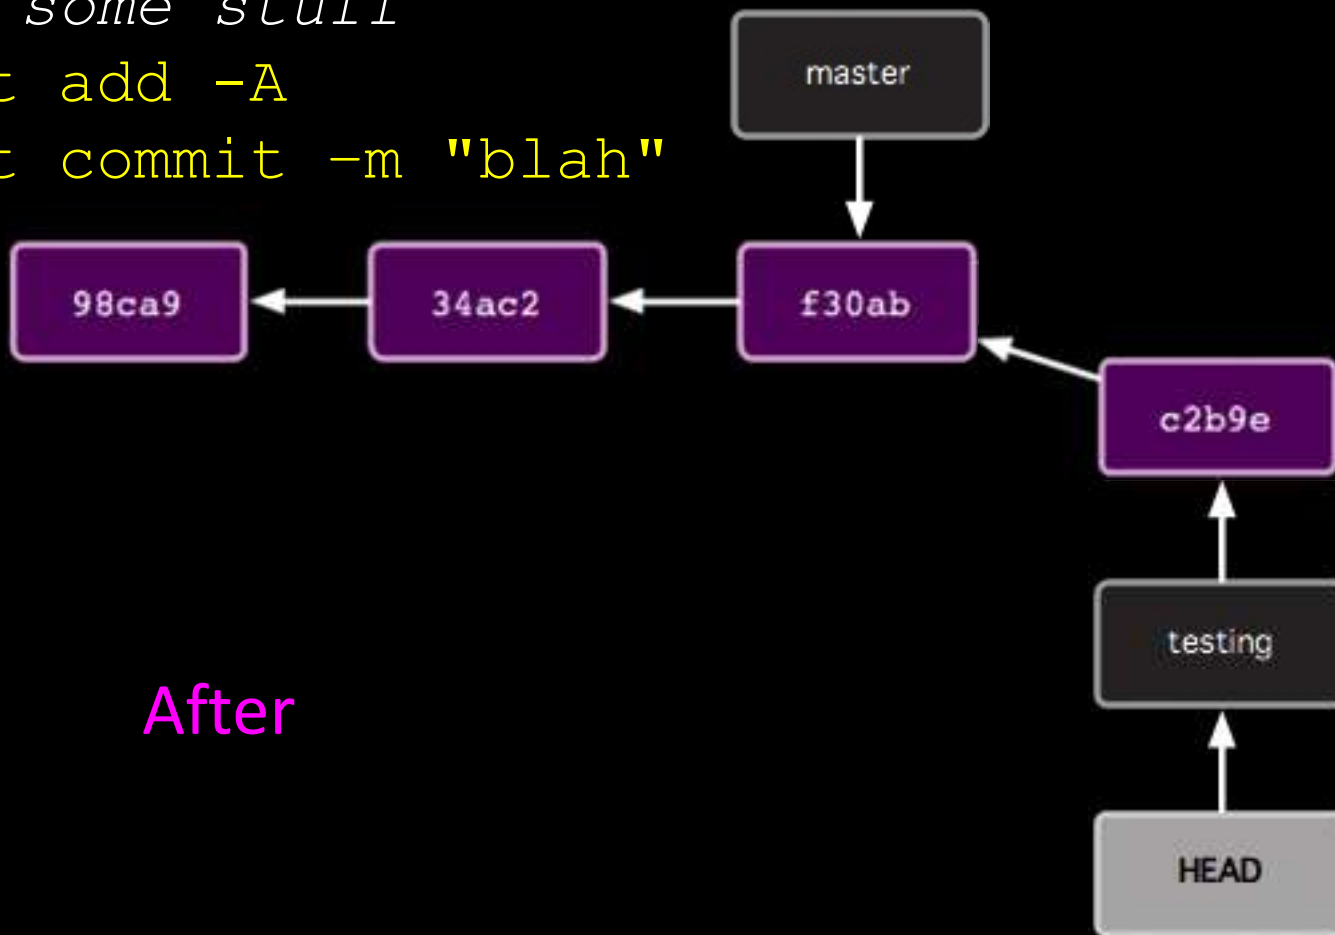 some stuff
t add -A
t commit –m "blah"
master
98ca9
34ac2
f30ab
c2b9e
testing
After
HEAD